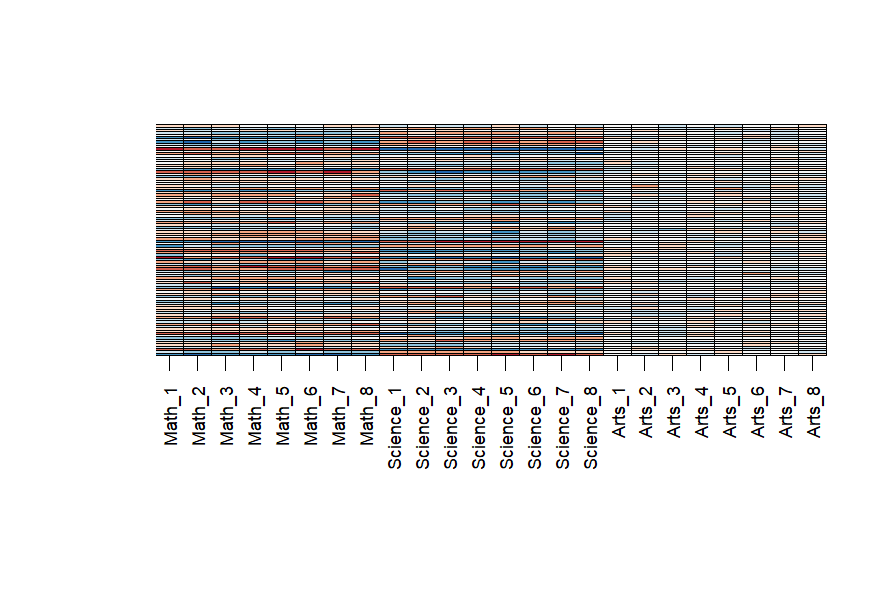 Math_1
Math_2
Math_3
Math_4
Math_5
Math_6
Math_7
Math_8
Science_1
Science_2
Science_3
Science_4
Science_5
Science_6
Science_7
Science_8
Arts_1
Arts_2
Arts_3
Arts_4
Arts_5
Arts_6
Arts_7
Arts_8